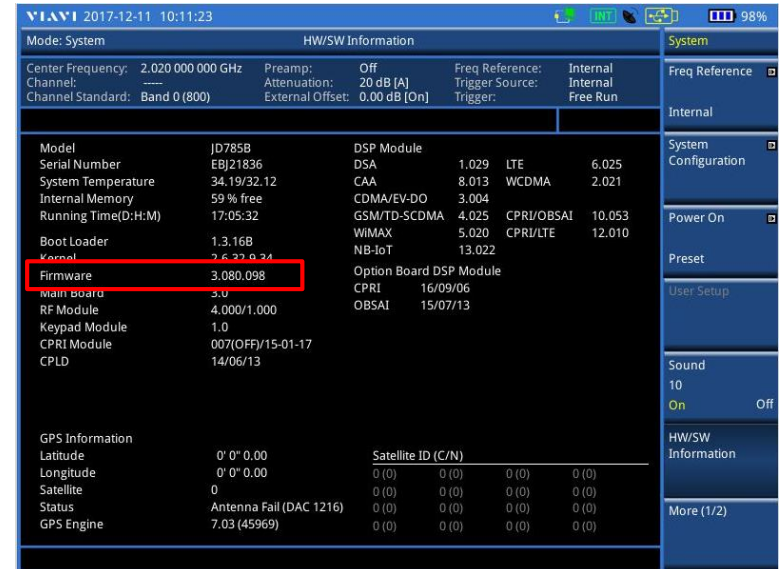 VIAVI 2017-12-11 10:11:23 INT 98%
Mode: System HW/SW Information System
Center Frequency: 2.020 000 000 GHz Preamp: Off Freq Reference: Internal
Channel: ----- Attenuation: 20 dB [A] Trigger Source: Internal
Channel Standard: Band 0 (800) External Offset: 0.00 dB [On] Trigger: Free Run
Freq Reference
Internal
System
Configuration
Power On
Preset
User Setup
Sound
10
On Off
HW/SW
Information
More (1/2)
Model JD785B
Serial Number EBJ21836
System Temperature 34.19/32.12
Internal Memory 59 % free
Running Time(D:H:M) 17:05:32
Boot Loader 1.3.16B
Kernel 2.6.32.9.34
Firmware 3.080.098
Main Board 3.0
RF Module 4.000/1.000
Keypad Module 1.0
CPRI Module 007(OFF)/15-01-17
CPLD 14/06/13
DSP Module
DSA 1.029 LTE 6.025
CAA 8.013 WCDMA 2.021
CDMA/EV-DO 3.004
GSM/TD-SCDMA 4.025 CPRI/OBSAI 10.053
WiMAX 5.020 CPRI/LTE 12.010
NB-IoT 13.022
Option Board DSP Module
CPRI 16/09/06
OBSAI 15/07/13
GPS Information
Latitude 0' 0" 0.00
Longitude 0' 0" 0.00
Satellite 0
Status Antenna Fail (DAC 1216)
GPS Engine 7.03 (45969)
Satellite ID (C/N)
0 (0) 0 (0) 0 (0) 0 (0)
0 (0) 0 (0) 0 (0) 0 (0)
0 (0) 0 (0) 0 (0) 0 (0)
0 (0) 0 (0) 0 (0) 0 (0)